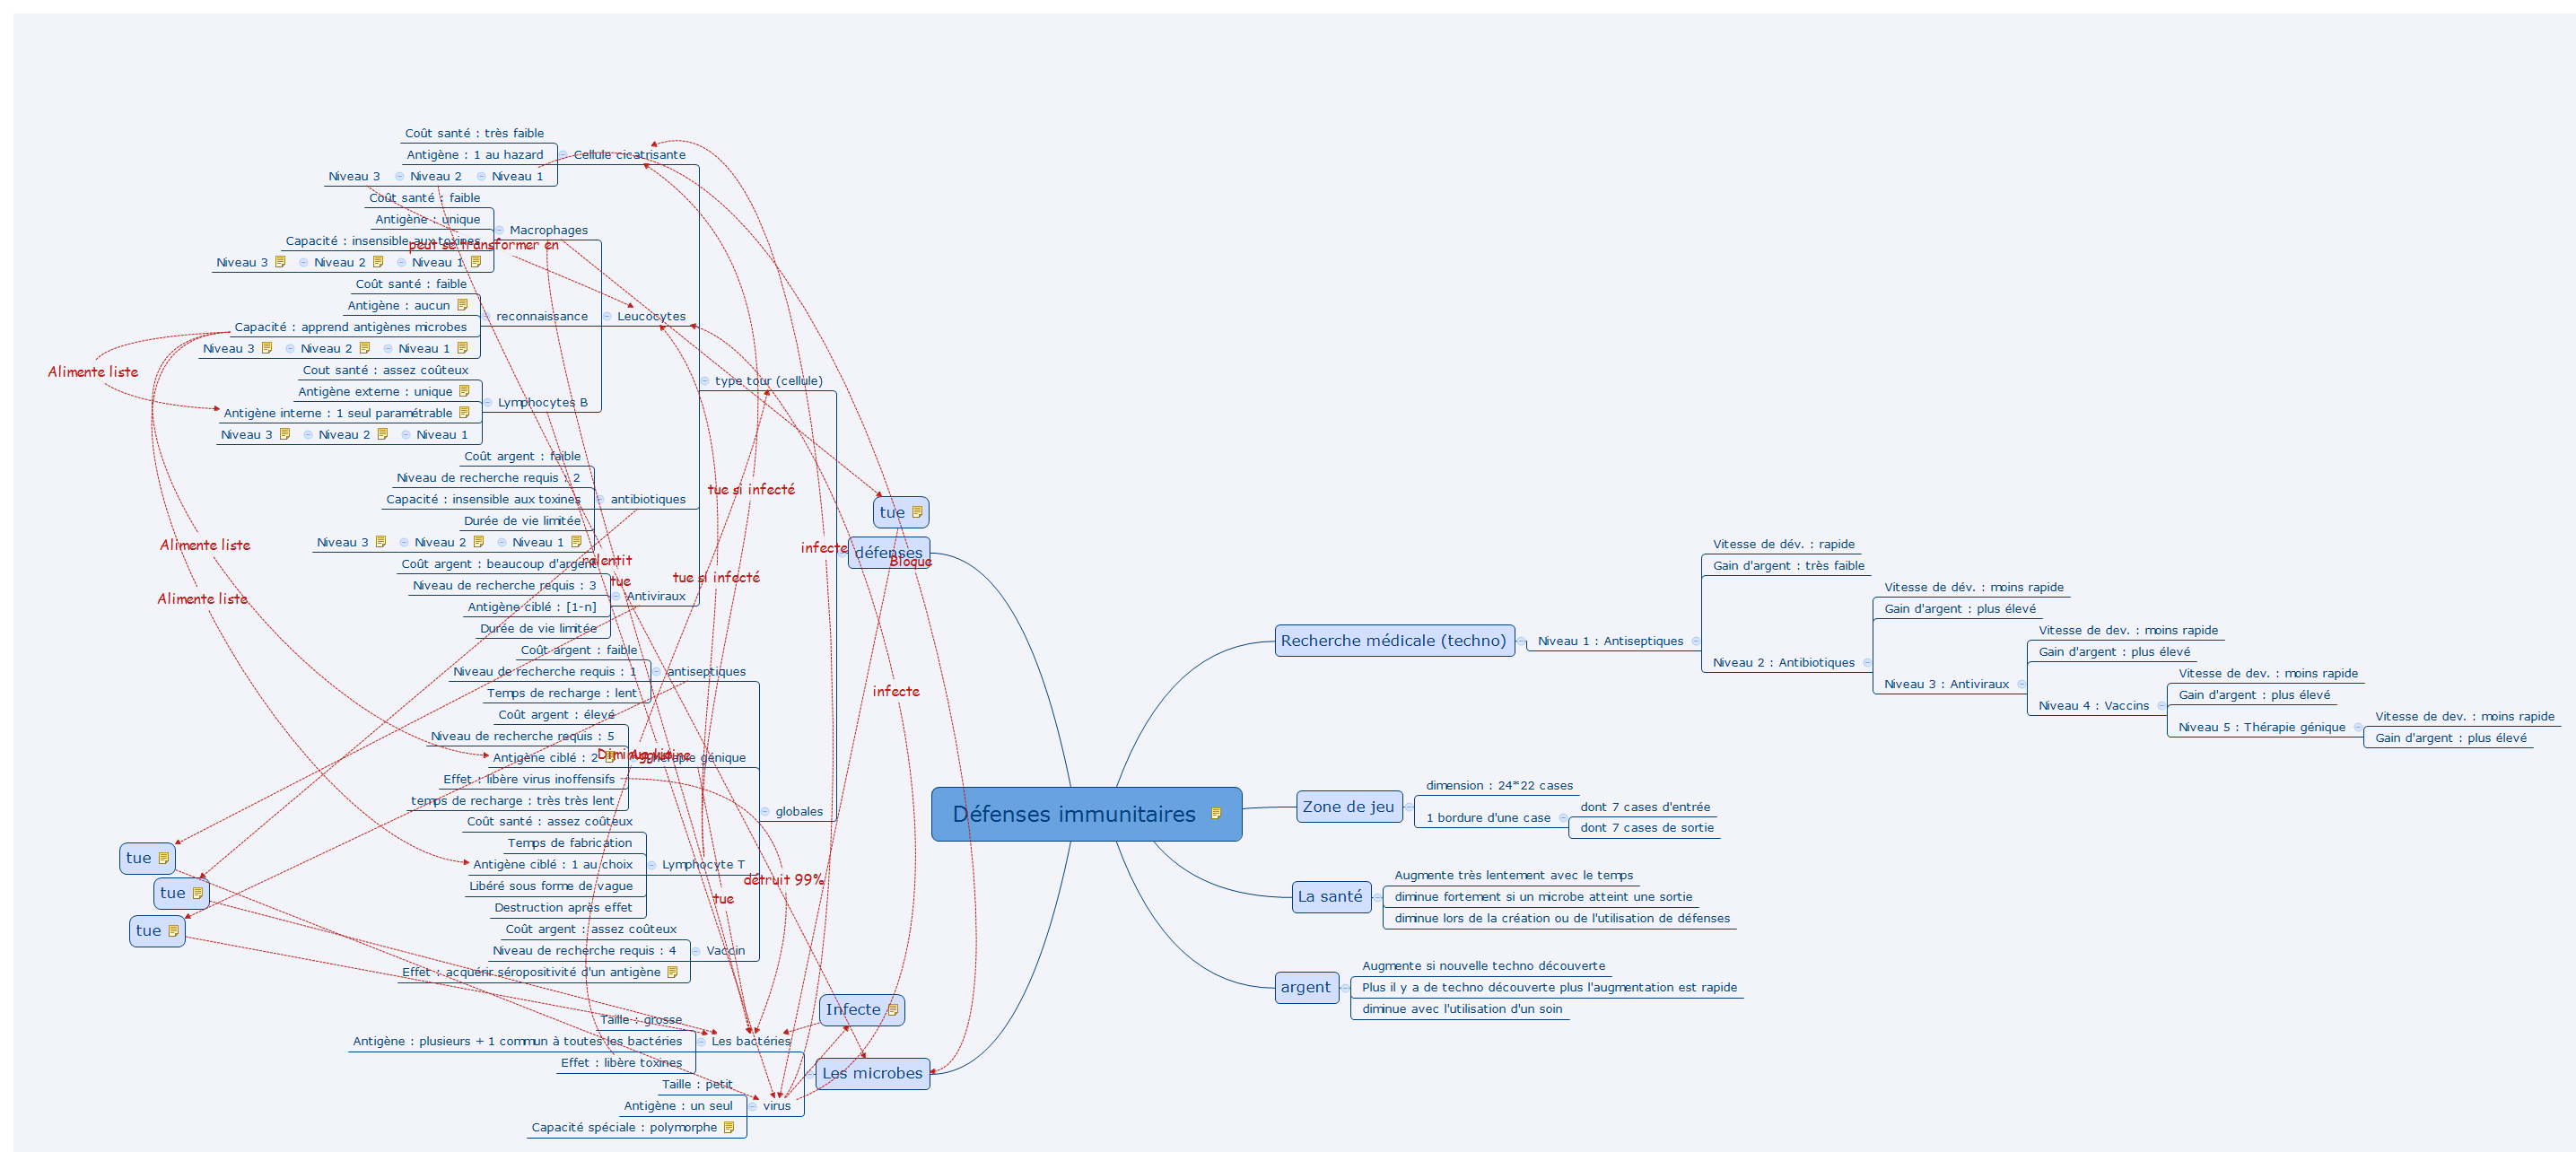 Coût santé : très faible
Antigène : 1 au hazard
Cellule cicatrisante
Niveau 3 Niveau 2 Niveau 1
Coût santé : faible
Antigène : unique
Macrophages
Capacité : insensible aux toxines
peut se transformer en
Niveau 3 Niveau 2 Niveau 1
Coût santé : faible
Antigène : aucun
reconnaissance
Leucocytes
Capacité : apprend antigènes microbes
Niveau 3 Niveau 2 Niveau 1
Alimente liste
Cout santé : assez coûteux
type tour (cellule)
Antigène externe : unique
Lymphocytes B
Antigène interne : 1 seul paramétrable
Niveau 3 Niveau 2 Niveau 1
Coût argent : faible
Niveau de recherche requis : 2
tue si infecté
Capacité : insensible aux toxines
antibiotiques
tue
Durée de vie limitée
Niveau 3 Niveau 2 Niveau 1
Alimente liste
infecte
défenses
Bloque
ralentit
Coût argent : beaucoup d'argent
tue
tue si infecté
Niveau de recherche requis : 3
Antiviraux
Alimente liste
Antigène ciblé : [1-n]
Durée de vie limitée
Coût argent : faible
Niveau de recherche requis : 1
antiseptiques
Temps de recharge : lent
infecte
Coût argent : élevé
Niveau de recherche requis : 5
Antigène ciblé : 2
génique
Effet : libère virus inoffensifs
temps de recharge : très très lent
globales
Coût santé : assez coûteux
Temps de fabrication
Antigène ciblé : 1 au choix
Lymphocyte T
détruit 99%
Libéré sous forme de vague
tue
Destruction après effet
tue
tue
tue
Coût argent : assez coûteux
Niveau de recherche requis : 4
Vaccin
Effet : acquérir séropositivité d'un antigène
Infecte
Taille : grosse
Antigène : plusieurs + 1 commun à toutes les bactéries
Les bactéries
Effet : libère toxines
Les microbes
Taille : petit
Antigène : un seul
virus
Capacité spéciale : polymorphe
Défenses immunitaires
Recherche médicale (techno)
Niveau 1 : Antiseptiques
Vitesse de dév. : rapide
Gain d'argent : très faible
Niveau 2 : Antibiotiques
Vitesse de dév. : moins rapide
Gain d'argent : plus élevé
Niveau 3 : Antiviraux
Vitesse de dev. : moins rapide
Gain d'argent : plus élevé
Niveau 4 : Vaccins
Vitesse de dev. : moins rapide
Gain d'argent : plus élevé
Niveau 5 : Thérapie génique
Vitesse de dev. : moins rapide
Gain d'argent : plus élevé
Zone de jeu
dimension : 24*22 cases
1 bordure d'une case
dont 7 cases d'entrée
dont 7 cases de sortie
La santé
Augmente très lentement avec le temps
diminue fortement si un microbe atteint une sortie
diminue lors de la création ou de l'utilisation de défenses
argent
Augmente si nouvelle techno découverte
Plus il y a de techno découverte plus l'augmentation est rapide
diminue avec l'utilisation d'un soin